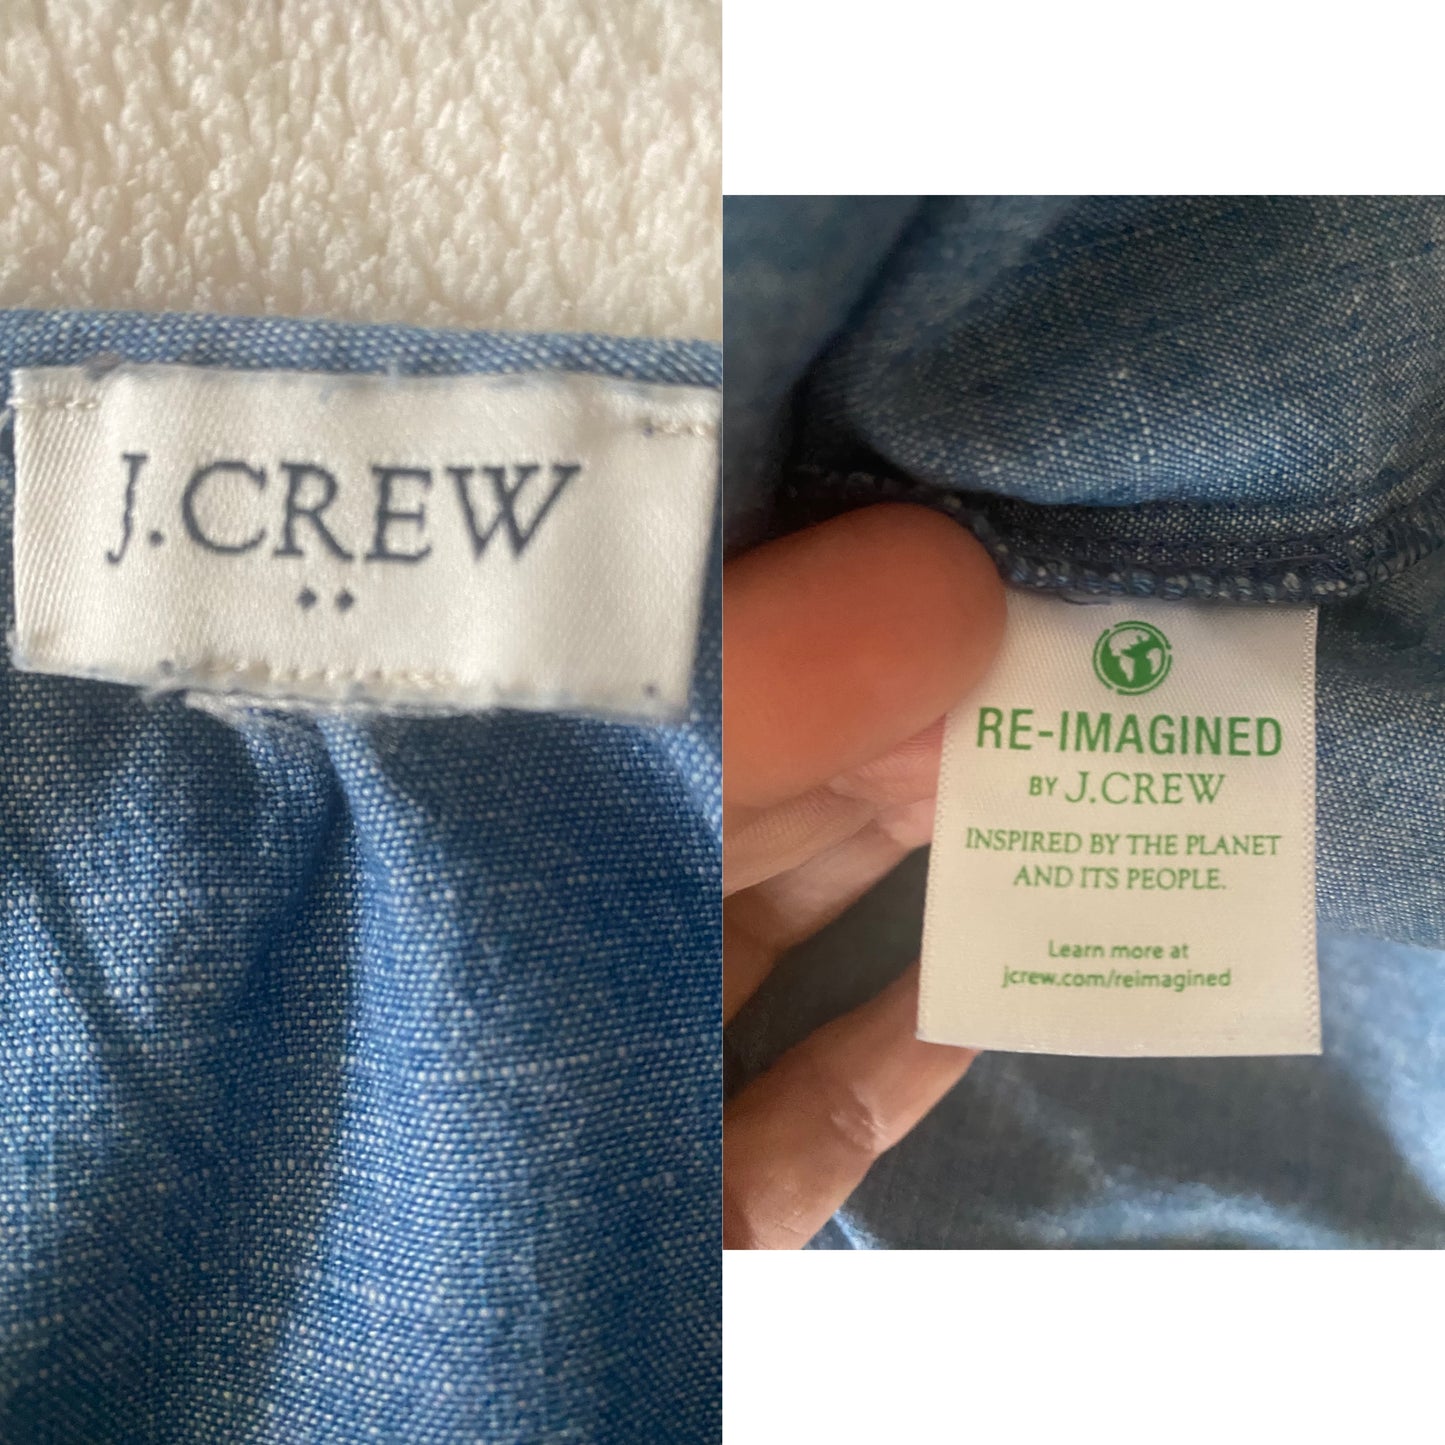 J.CREW
RE-IMAGINED
BY J.CREW
INSPIRED BY THE PLANET
AND ITS PEOPLE.
Learn more at
jcrew.com/reimagined